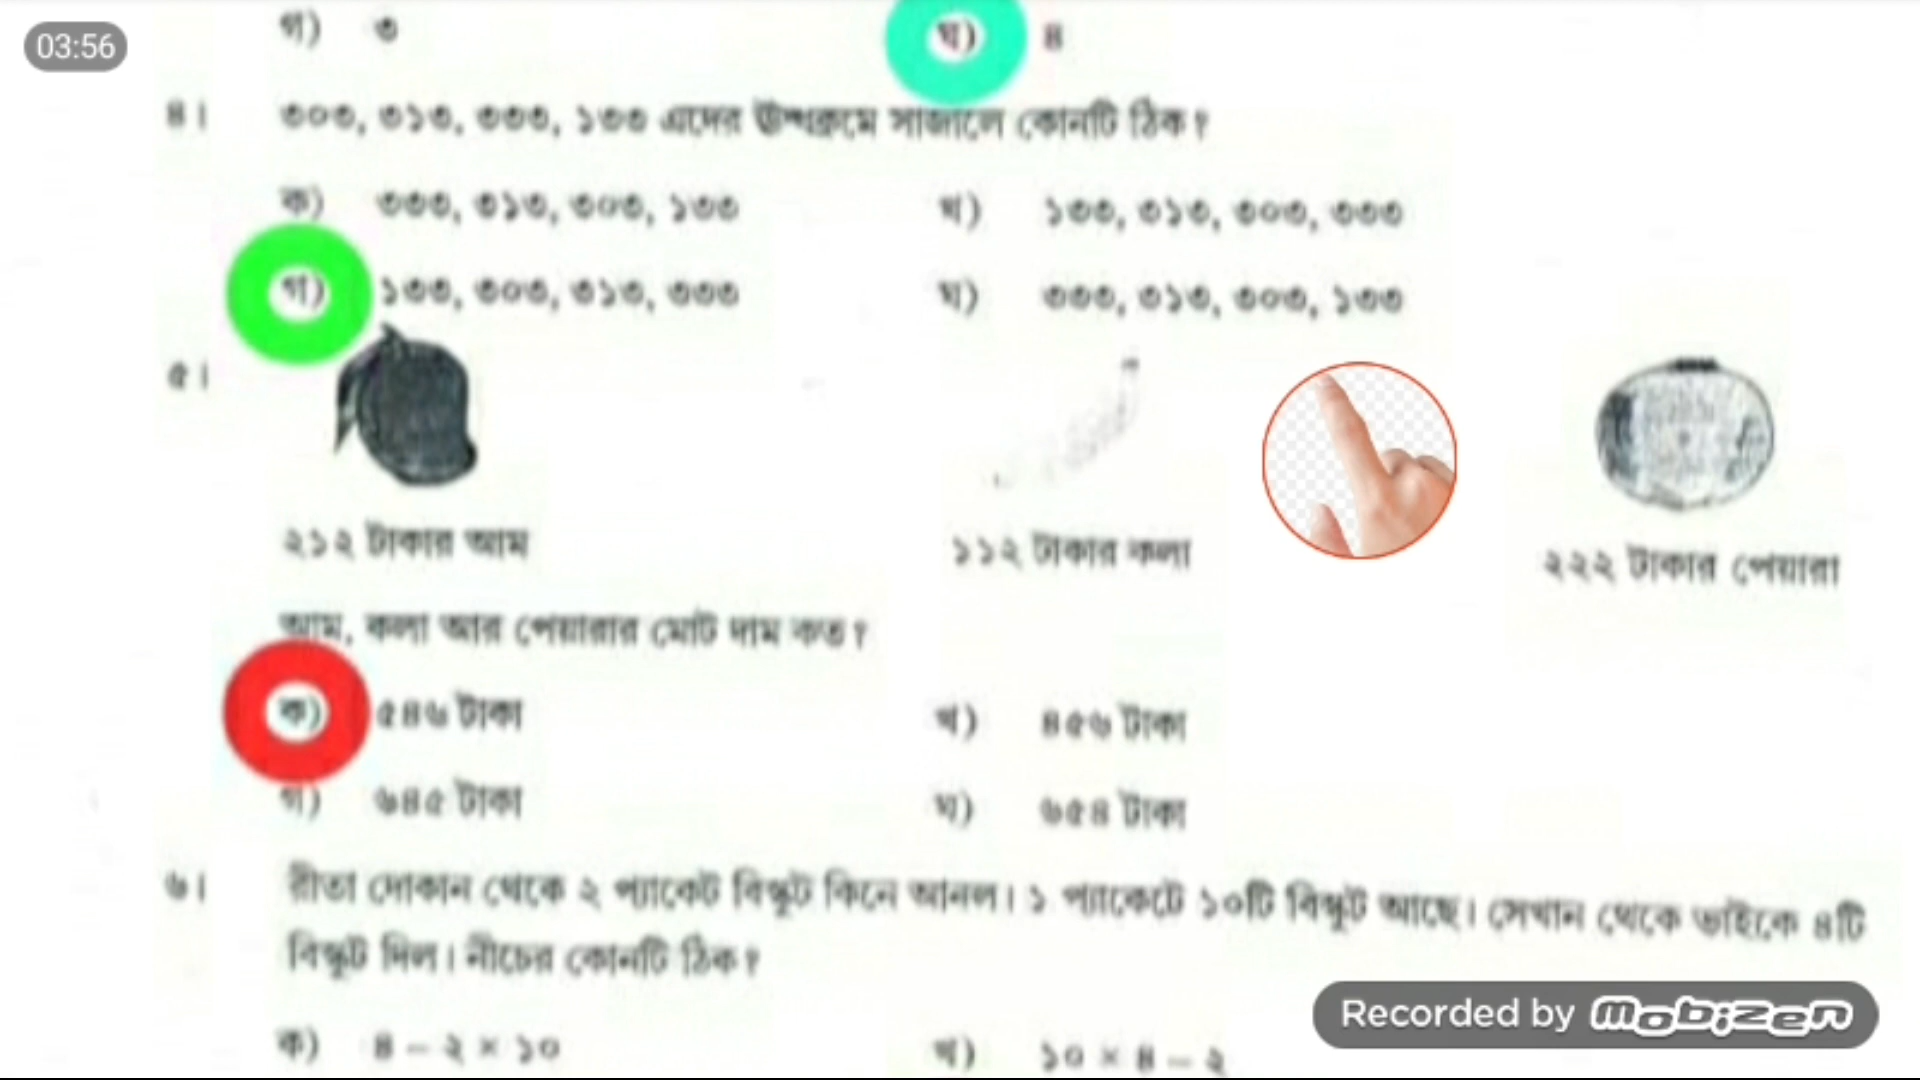 03:56
গ) ৩ ঘ) ৪
৪। ৩০৩, ৩১৩, ৩৩৩, ১৩৩ এদের ঊর্ধ্বক্রমে সাজালে কোনটি ঠিক?
ক) ৩৩৩, ৩১৩, ৩০৩, ১৩৩ খ) ১৩৩, ৩১৩, ৩০৩, ৩৩৩
গ) ১৩৩, ৩০৩, ৩১৩, ৩৩৩ ঘ) ৩৩৩, ৩১৩, ৩০৩, ১৩৩
৫।
২১২ টাকার আম ১১২ টাকার কলা ২২২ টাকার পেয়ারা
আম, কলা আর পেয়ারার মোট দাম কত?
ক) ৫৪৬ টাকা খ) ৪৫৬ টাকা
গ) ৬৪৫ টাকা ঘ) ৬৫৪ টাকা
৬। রীতা দোকান থেকে ২ প্যাকেট বিস্কুট কিনে আনল। ১ প্যাকেটে ১০টি বিস্কুট আছে। সেখান থেকে ভাইকে ৪টি
বিস্কুট দিল। নীচের কোনটি ঠিক?
ক) ৪ – ২ × ১০ খ) ১০ × ৪ – ২
Recorded by mobizen